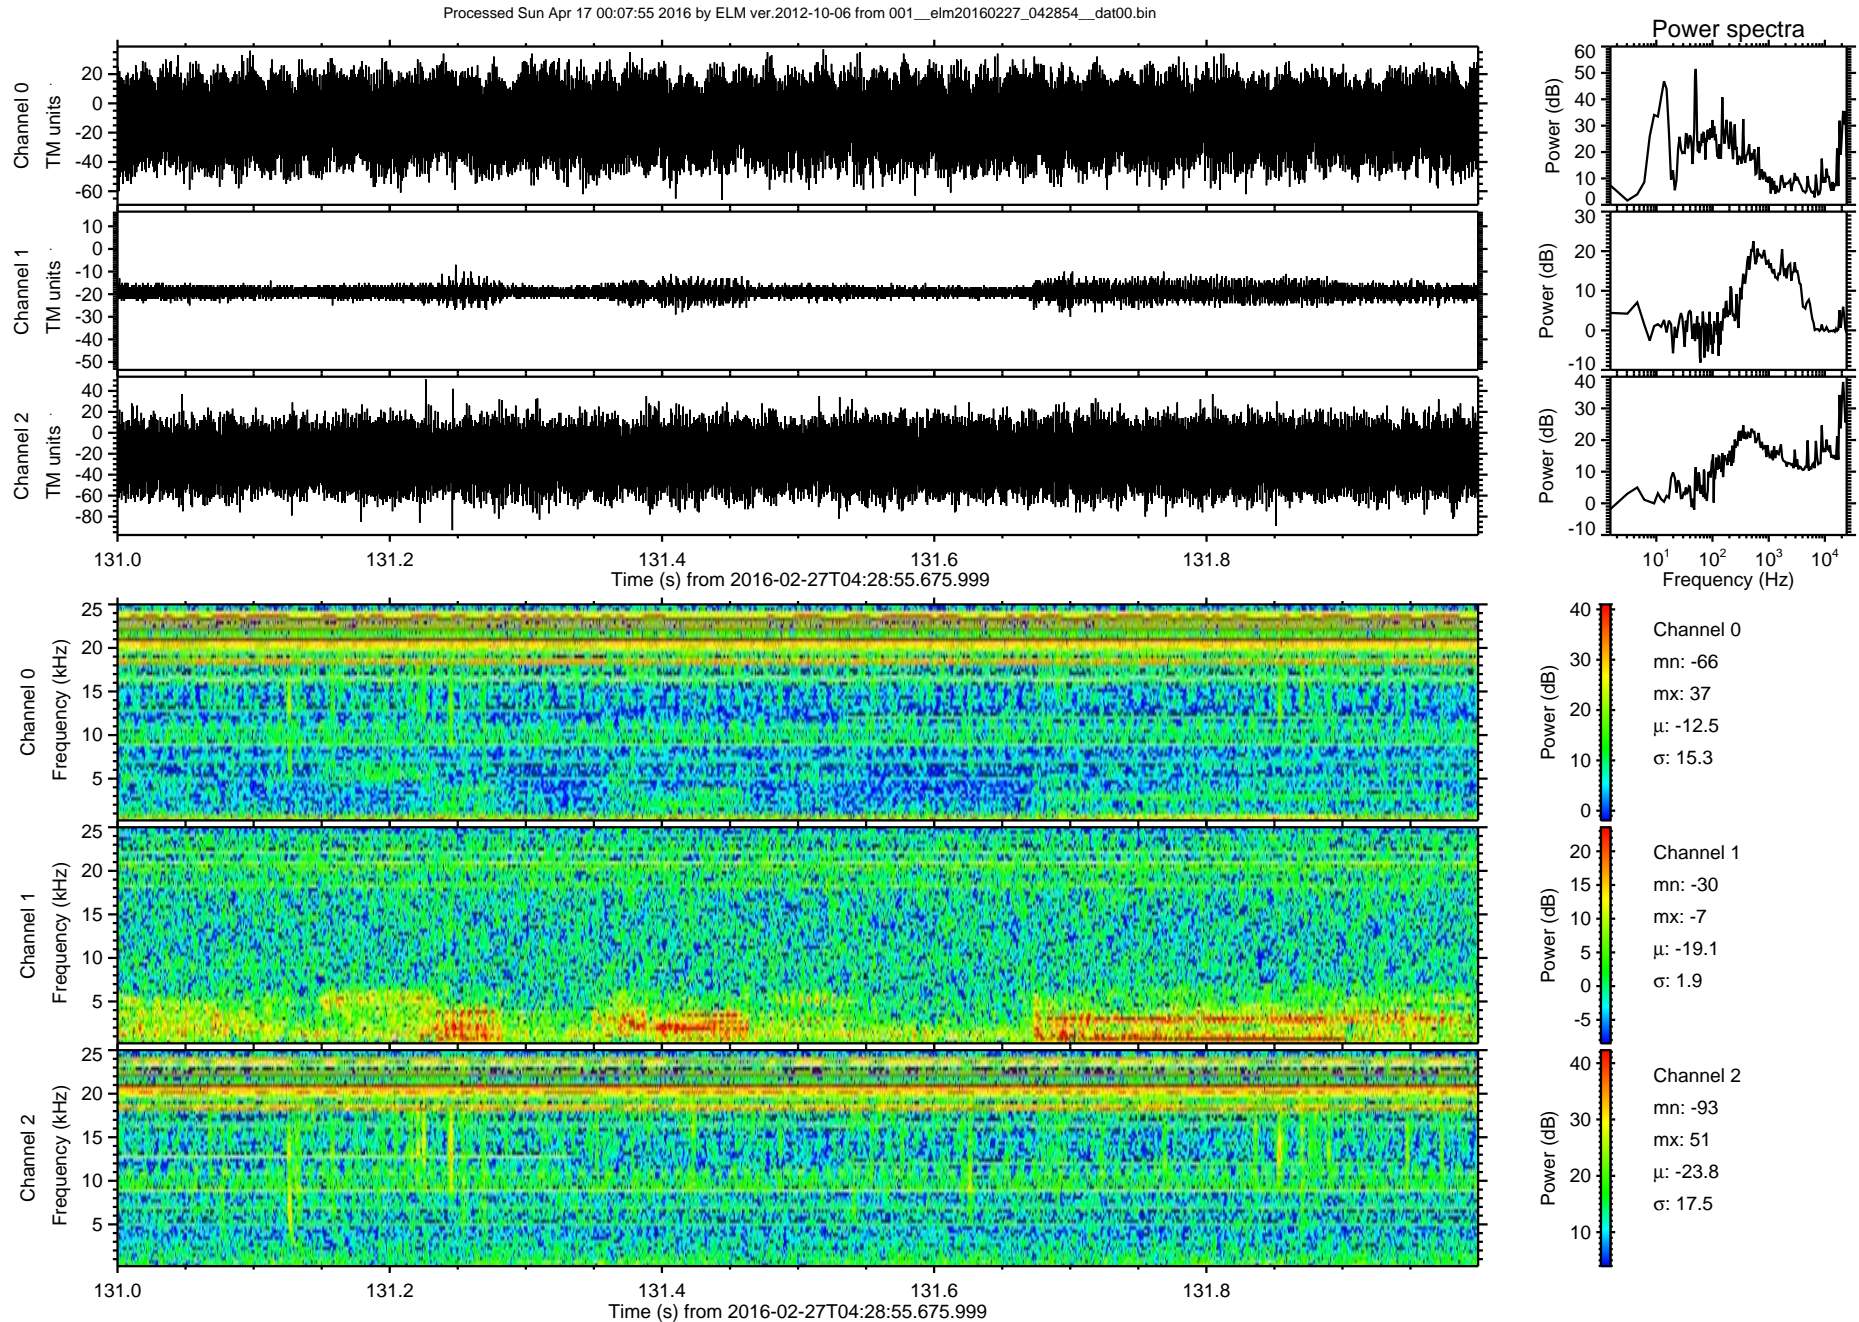 Processed Sun Apr 17 00:07:55 2016 by ELM ver.2012-10-06 from 001__elm20160227_042854__dat00.bin
Power spectra
Channel 0
TM units
20
0
-20
-40
-60
Power (dB)
60
50
40
30
20
10
0
Channel 1
TM units
10
0
-10
-20
-30
-40
-50
Power (dB)
30
20
10
0
-10
Channel 2
TM units
40
20
0
-20
-40
-60
-80
Power (dB)
40
30
20
10
0
-10
131.0 131.2 131.4 131.6 131.8
Time (s) from 2016-02-27T04:28:55.675.999
10¹ 10² 10³ 10⁴
Frequency (Hz)
Channel 0
Frequency (kHz)
25
20
15
10
5
Power (dB)
40
30
20
10
0
Channel 0
mn: -66
mx: 37
μ: -12.5
σ: 15.3
Channel 1
Frequency (kHz)
25
20
15
10
5
Power (dB)
20
15
10
5
0
-5
Channel 1
mn: -30
mx: -7
μ: -19.1
σ: 1.9
Channel 2
Frequency (kHz)
25
20
15
10
5
Power (dB)
40
30
20
10
Channel 2
mn: -93
mx: 51
μ: -23.8
σ: 17.5
131.0 131.2 131.4 131.6 131.8
Time (s) from 2016-02-27T04:28:55.675.999